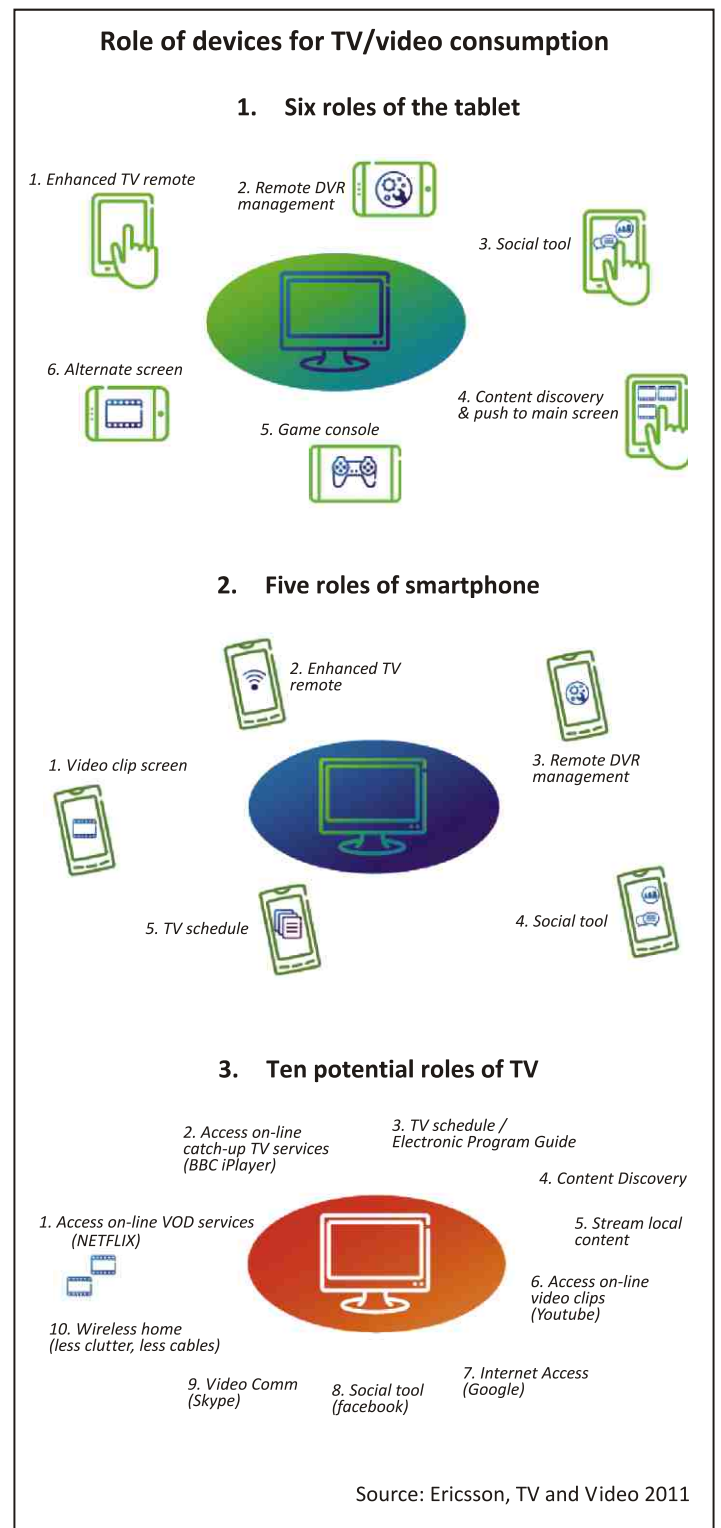 Role of devices for TV/video consumption
1. Six roles of the tablet
1. Enhanced TV remote
2. Remote DVR
management
3. Social tool
4. Content discovery
& push to main screen
5. Game console
6. Alternate screen
2. Five roles of smartphone
1. Video clip screen
2. Enhanced TV
remote
3. Remote DVR
management
4. Social tool
5. TV schedule
3. Ten potential roles of TV
1. Access on-line VOD services
(NETFLIX)
2. Access on-line
catch-up TV services
(BBC iPlayer)
3. TV schedule /
Electronic Program Guide
4. Content Discovery
5. Stream local
content
6. Access on-line
video clips
(Youtube)
7. Internet Access
(Google)
8. Social tool
(facebook)
9. Video Comm
(Skype)
10. Wireless home
(less clutter, less cables)
Source: Ericsson, TV and Video 2011